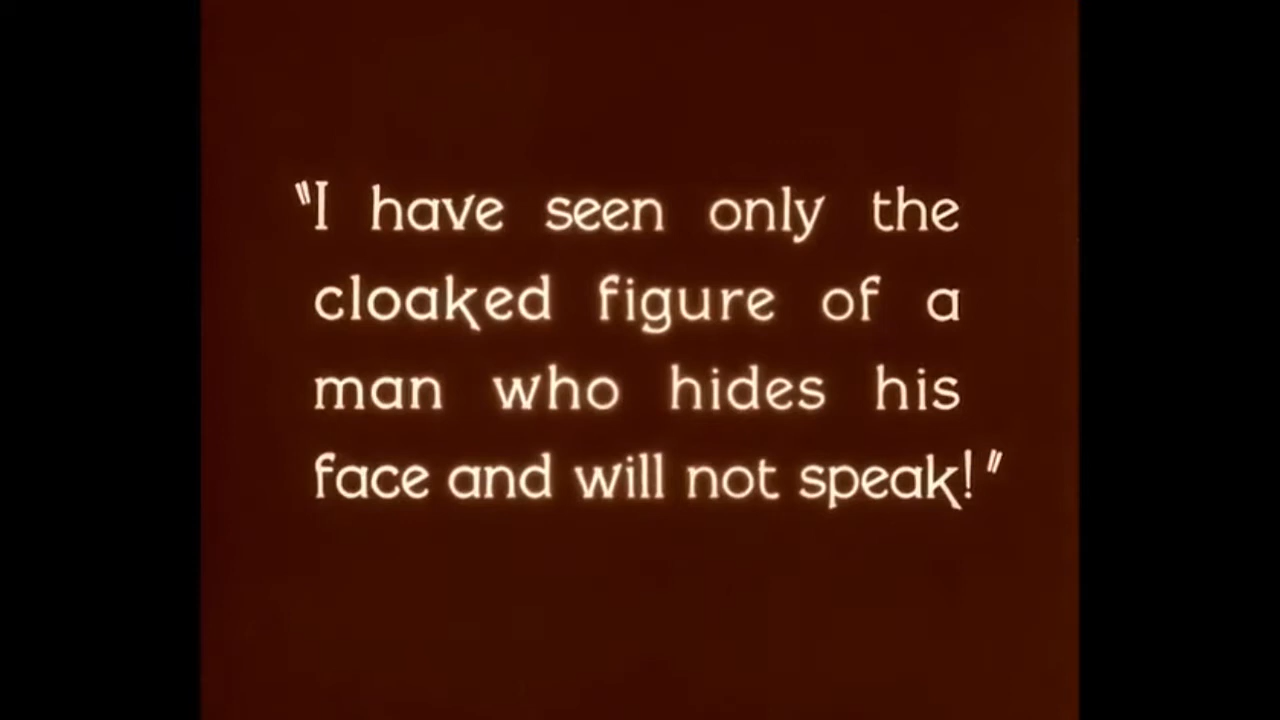 "I have seen only the
cloaked figure of a
man who hides his
face and will not speak!"